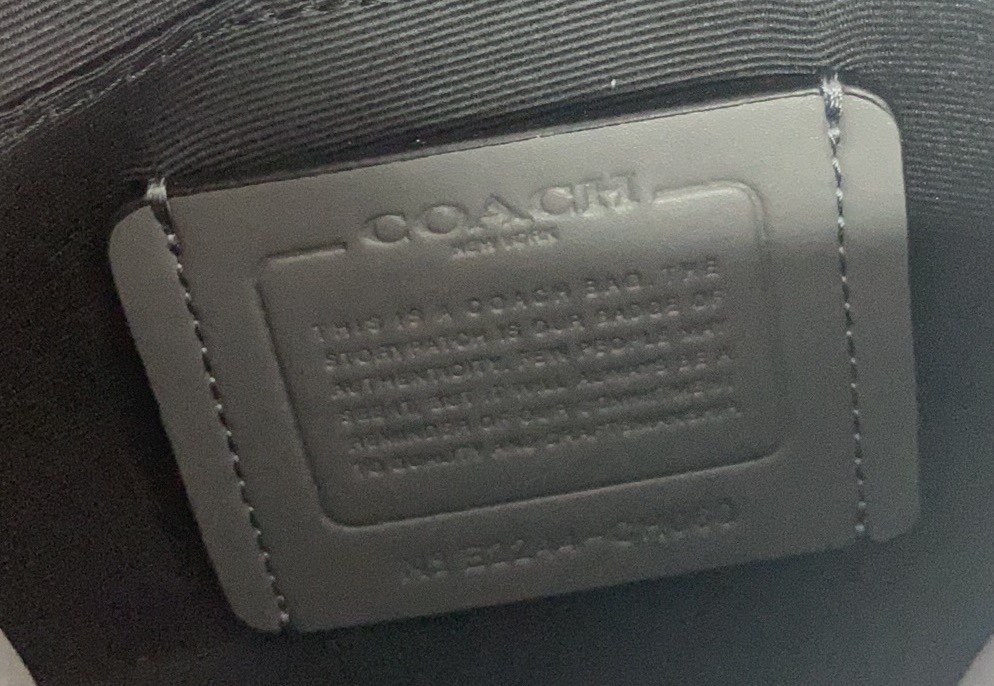 COACH
NEW YORK
THIS IS A COACH BAG. THE
STORYPATCH IS OUR BADGE OF
AUTHENTICITY. FEW PEOPLE MAY
SEE IT, BUT IT WILL ALWAYS BE A
REMINDER OF OUR COMMITMENT
TO QUALITY AND CRAFTSMANSHIP.